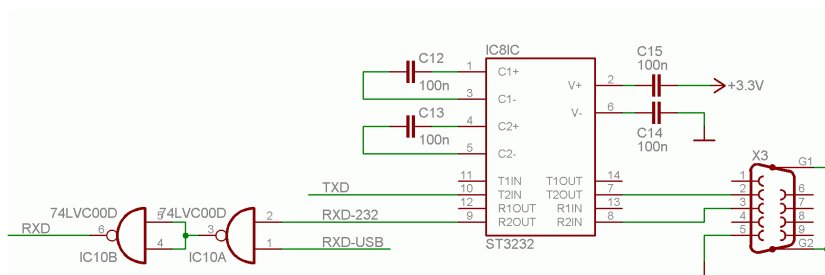 IC8IC
C12
100n
1 C1+
3 C1-
C13
100n
4 C2+
5 C2-
C15
100n
V+ 2
+3.3V
V- 6
C14
100n
X3
G1
11 T1IN T1OUT 14
TXD 10 T2IN T2OUT 7
12 R1OUT R1IN 13
RXD-232 9 R2OUT R2IN 8
ST3232
1
2
3
4
5
6
7
8
9
G2
74LVC00D 74LVC00D
RXD 6 5 4 3 2 1
RXD-USB
IC10B IC10A